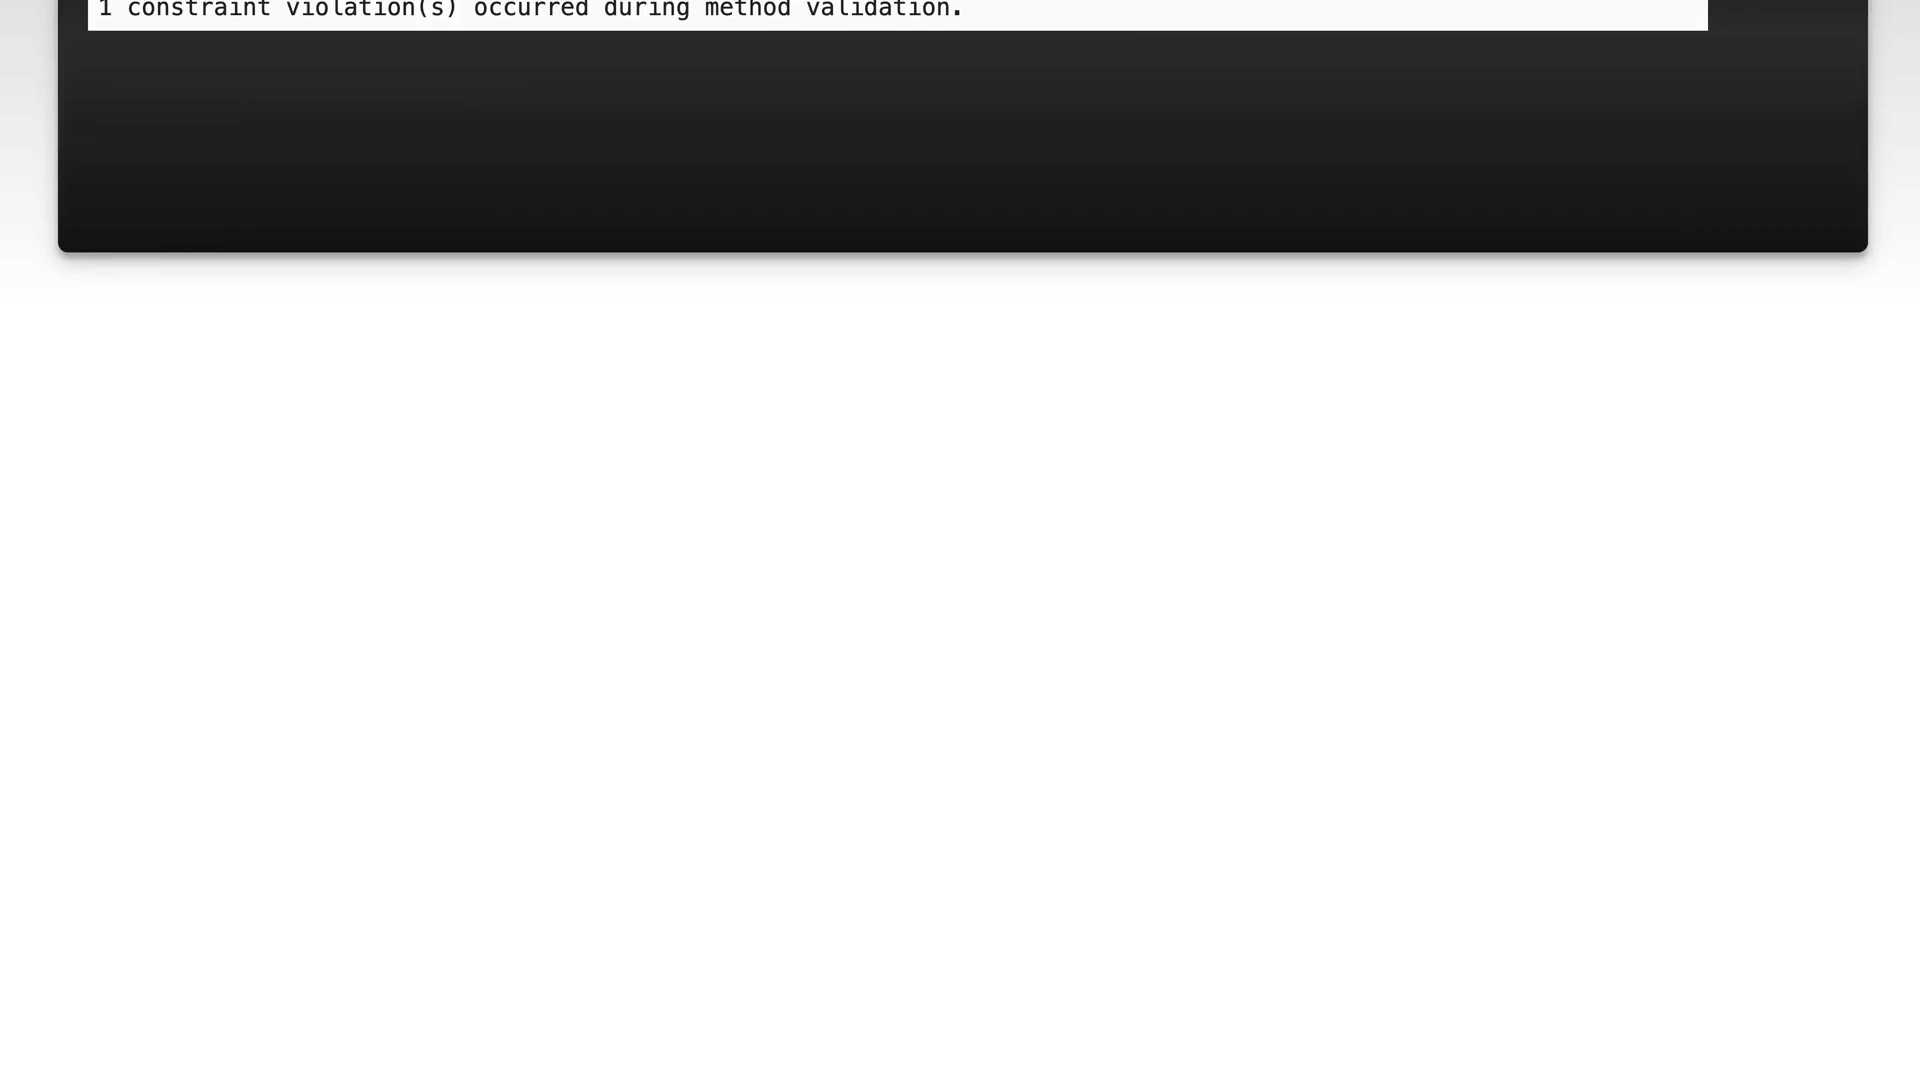 1 constraint violation(s) occurred during method validation.